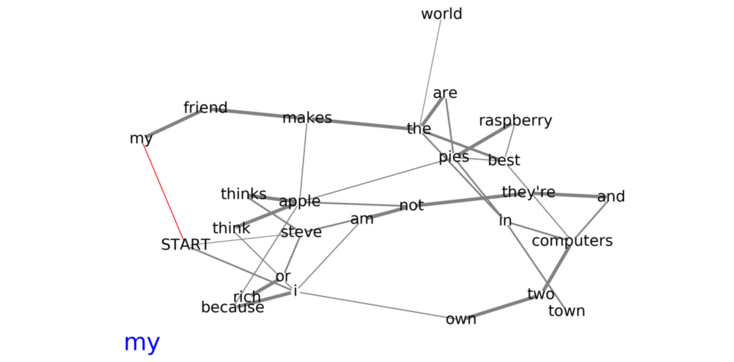 world
are
friend
raspberry
makes
the
my
pies
best
thinks
they're
and
apple
not
am
think
in
steve
START
computers
or
rich
i
two
because
town
own
my